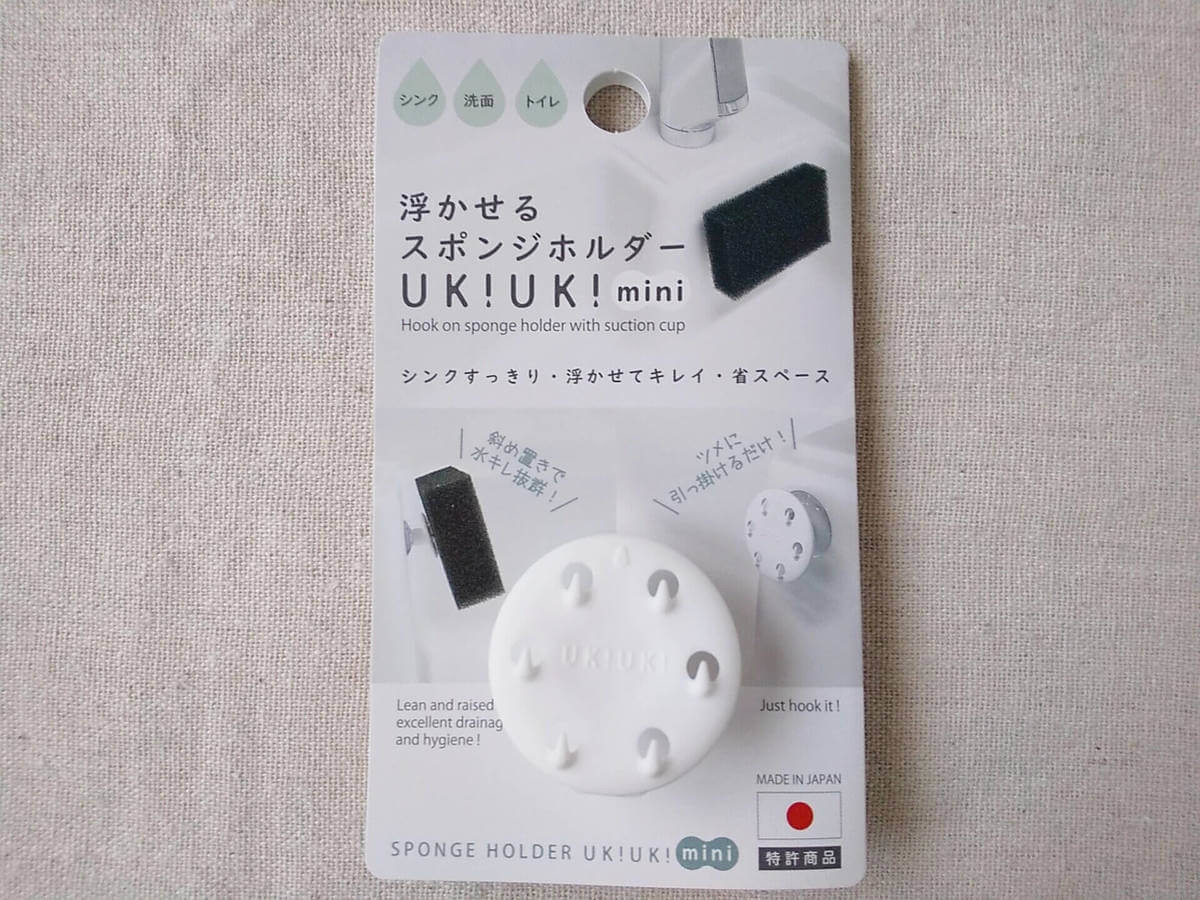 シンク 洗面 トイレ
浮かせる
スポンジホルダー
UK!UK! mini
Hook on sponge holder with suction cup
シンクすっきり・浮かせてキレイ・省スペース
斜め置きで
水キレ抜群！
ツメに
引っ掛けるだけ！
UK!UK!
Lean and raised
excellent drainag
and hygiene!
Just hook it!
MADE IN JAPAN
特許商品
SPONGE HOLDER UK!UK! mini